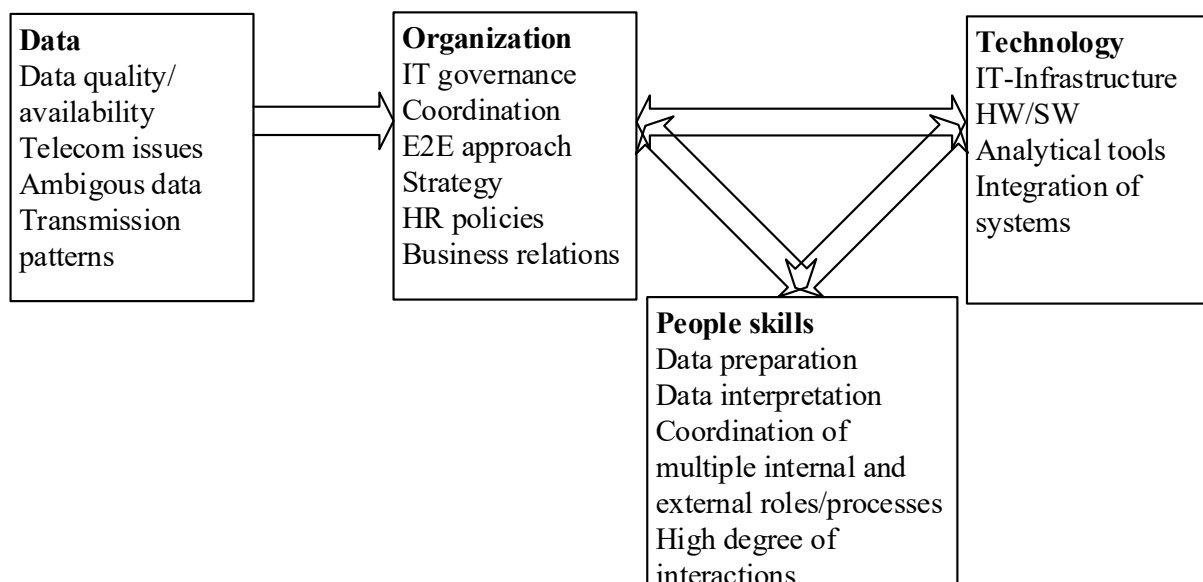 Data
Data quality/
availability
Telecom issues
Ambigous data
Transmission
patterns
Organization
IT governance
Coordination
E2E approach
Strategy
HR policies
Business relations
Technology
IT-Infrastructure
HW/SW
Analytical tools
Integration of
systems
People skills
Data preparation
Data interpretation
Coordination of
multiple internal and
external roles/processes
High degree of
interactions